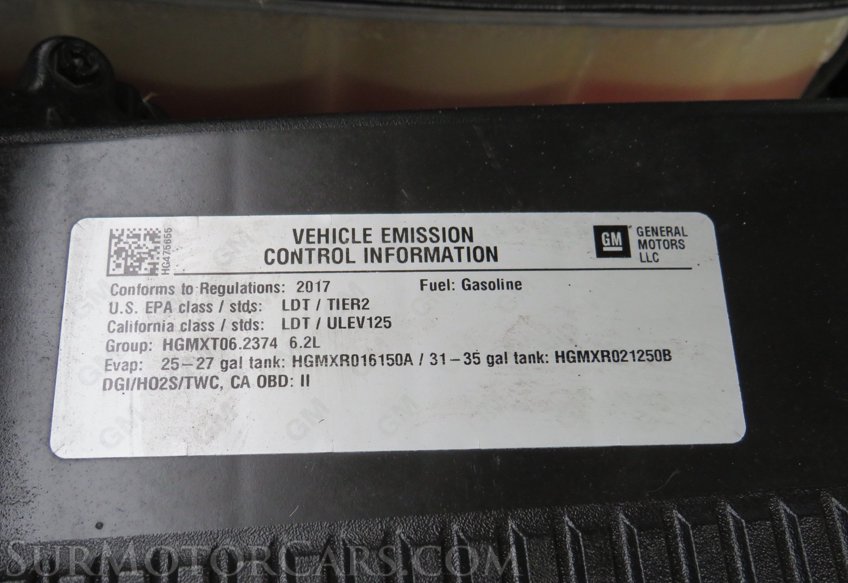 HG475655
VEHICLE EMISSION
CONTROL INFORMATION
GM
GENERAL
MOTORS
LLC
Conforms to Regulations: 2017 Fuel: Gasoline
U.S. EPA class / stds: LDT / TIER2
California class / stds: LDT / ULEV125
Group: HGMXT06.2374 6.2L
Evap: 25-27 gal tank: HGMXR016150A / 31-35 gal tank: HGMXR021250B
DGI/HO2S/TWC, CA OBD: II
SurMotorCars.com